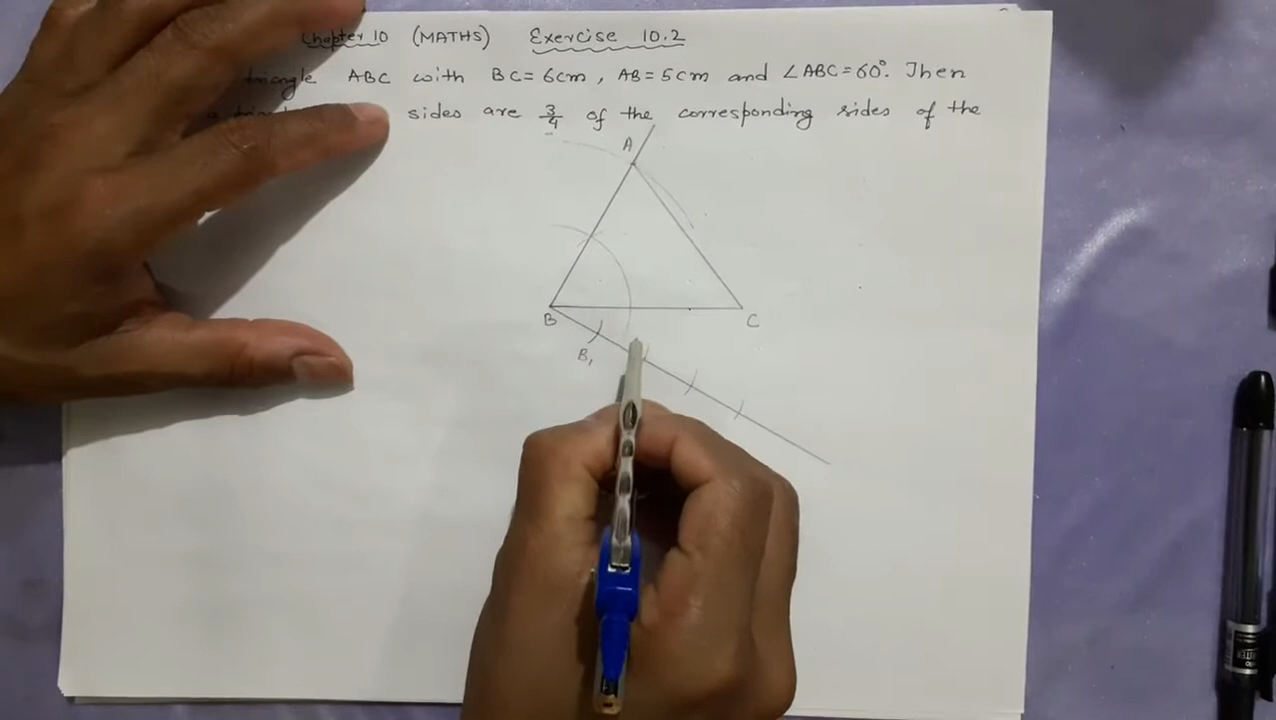 Chapter 10 (MATHS) Exercise 10.2
triangle ABC with BC = 6cm, AB = 5cm and ∠ABC = 60°. Then
sides are 3/4 of the corresponding sides of the
A
B
C
B₁